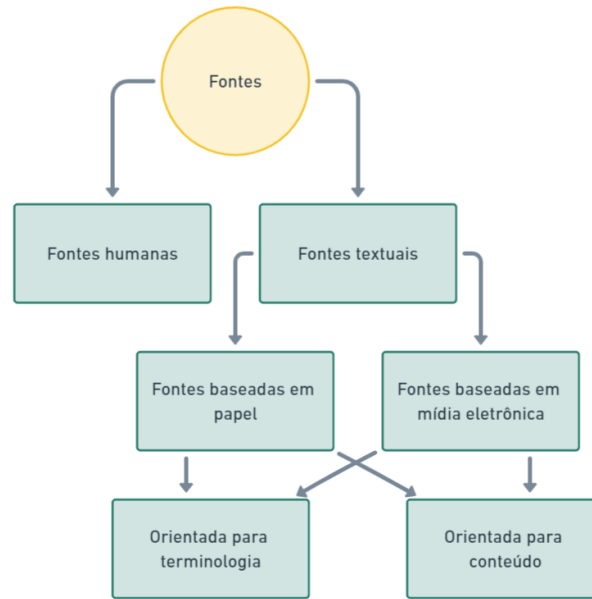 Fontes
Fontes humanas
Fontes textuais
Fontes baseadas em
papel
Fontes baseadas em
mídia eletrônica
Orientada para
terminologia
Orientada para
conteúdo